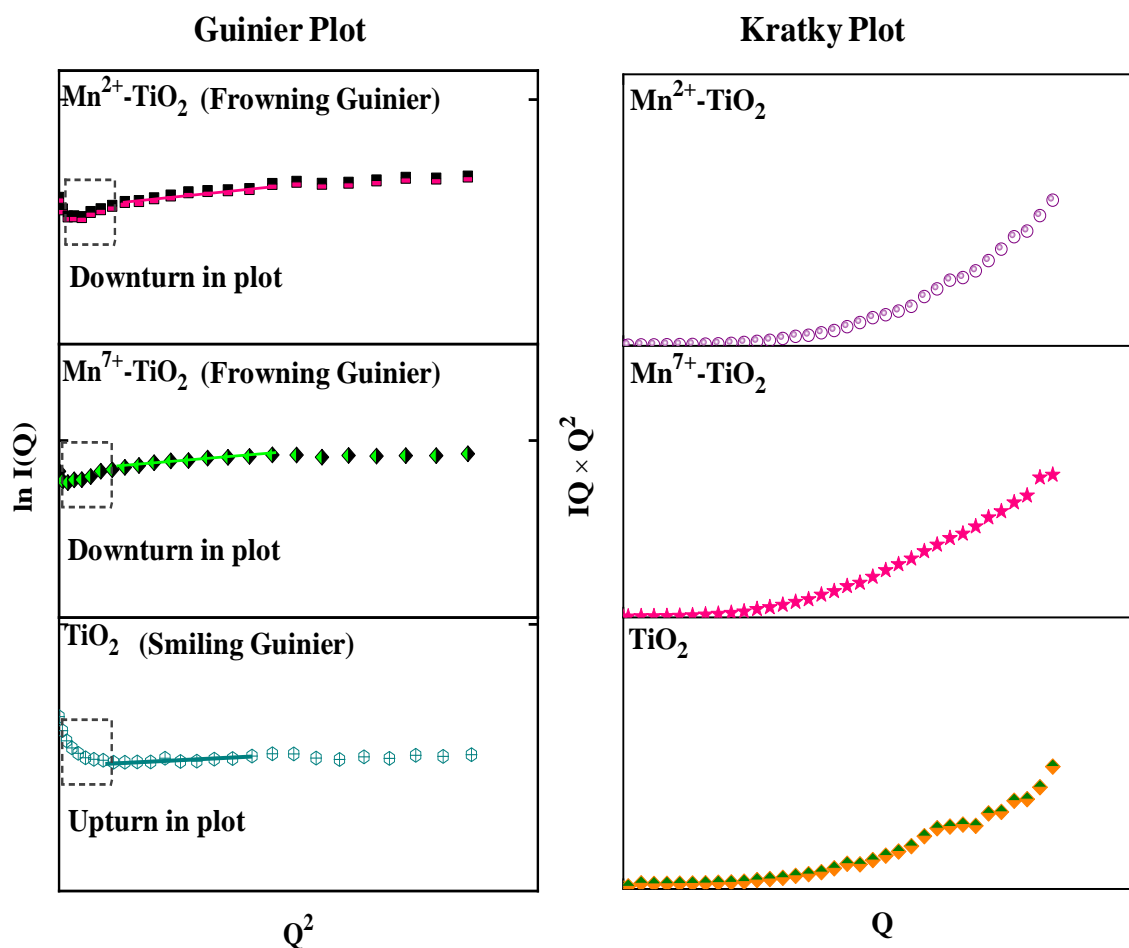 Guinier Plot
Mn²⁺-TiO₂ (Frowning Guinier)
Downturn in plot
Mn⁷⁺-TiO₂ (Frowning Guinier)
Downturn in plot
TiO₂ (Smiling Guinier)
Upturn in plot
ln I(Q)
Q²
Kratky Plot
Mn²⁺-TiO₂
Mn⁷⁺-TiO₂
TiO₂
IQ × Q²
Q